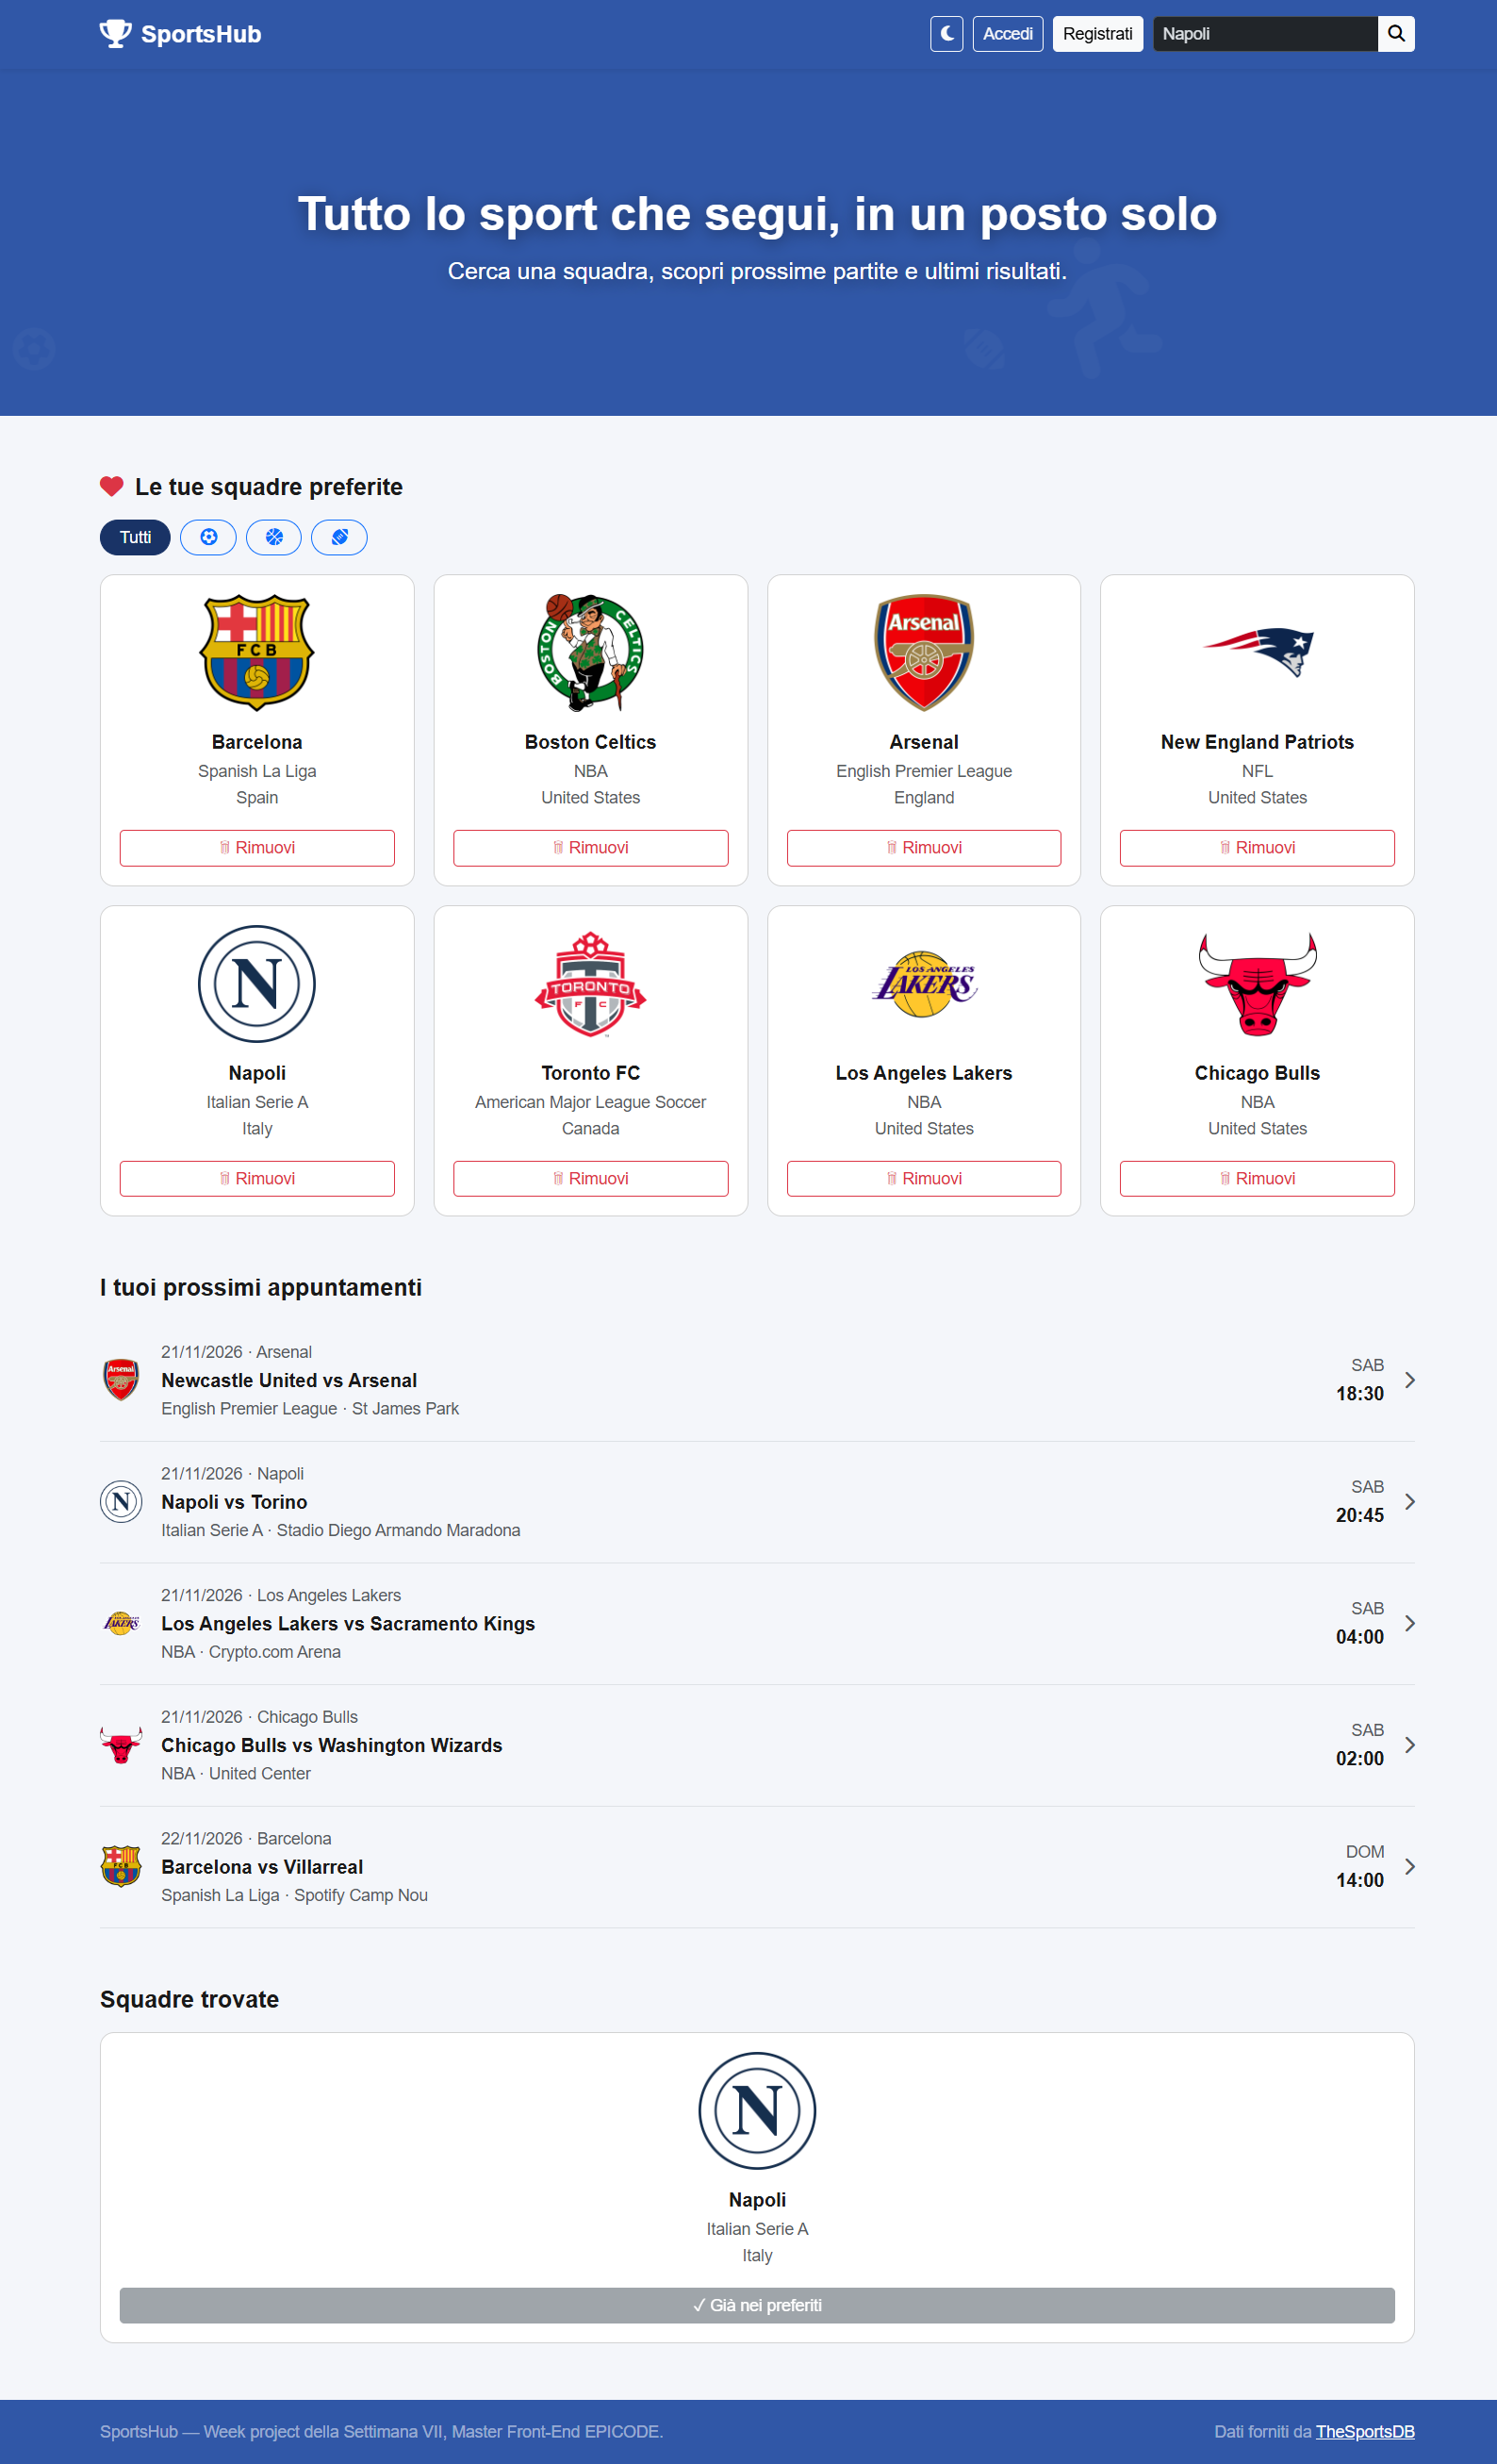 SportsHub
Accedi
Registrati
Napoli
Tutto lo sport che segui, in un posto solo
Cerca una squadra, scopri prossime partite e ultimi risultati.
Le tue squadre preferite
Tutti
FCB
Barcelona
Spanish La Liga
Spain
Rimuovi
BOSTON CELTICS
Boston Celtics
NBA
United States
Rimuovi
Arsenal
Arsenal
English Premier League
England
Rimuovi
New England Patriots
NFL
United States
Rimuovi
N
Napoli
Italian Serie A
Italy
Rimuovi
TORONTO
F C
Toronto FC
American Major League Soccer
Canada
Rimuovi
LOS ANGELES
LAKERS
Los Angeles Lakers
NBA
United States
Rimuovi
Chicago Bulls
NBA
United States
Rimuovi
I tuoi prossimi appuntamenti
Arsenal
21/11/2026 · Arsenal
Newcastle United vs Arsenal
English Premier League · St James Park
SAB
18:30
N
21/11/2026 · Napoli
Napoli vs Torino
Italian Serie A · Stadio Diego Armando Maradona
SAB
20:45
LAKERS
21/11/2026 · Los Angeles Lakers
Los Angeles Lakers vs Sacramento Kings
NBA · Crypto.com Arena
SAB
04:00
21/11/2026 · Chicago Bulls
Chicago Bulls vs Washington Wizards
NBA · United Center
SAB
02:00
FCB
22/11/2026 · Barcelona
Barcelona vs Villarreal
Spanish La Liga · Spotify Camp Nou
DOM
14:00
Squadre trovate
N
Napoli
Italian Serie A
Italy
✓ Già nei preferiti
SportsHub — Week project della Settimana VII, Master Front-End EPICODE.
Dati forniti da TheSportsDB